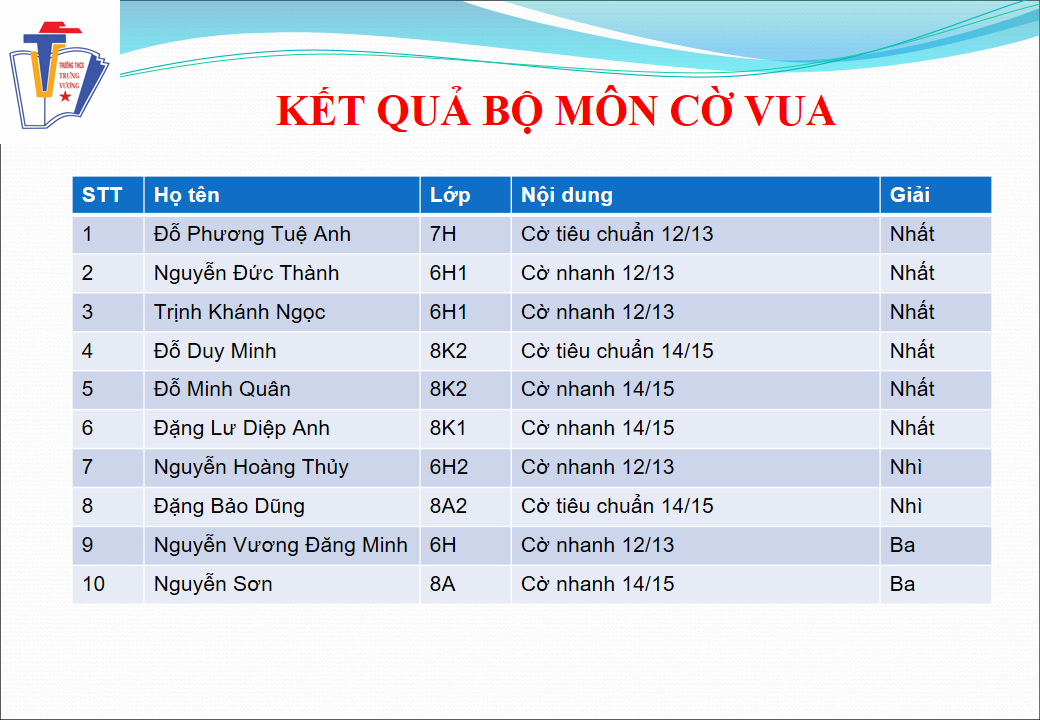 TRƯỜNG THCS
TRƯNG
VƯƠNG
KẾT QUẢ BỘ MÔN CỜ VUA
STT Họ tên Lớp Nội dung Giải
1 Đỗ Phương Tuệ Anh 7H Cờ tiêu chuẩn 12/13 Nhất
2 Nguyễn Đức Thành 6H1 Cờ nhanh 12/13 Nhất
3 Trịnh Khánh Ngọc 6H1 Cờ nhanh 12/13 Nhất
4 Đỗ Duy Minh 8K2 Cờ tiêu chuẩn 14/15 Nhất
5 Đỗ Minh Quân 8K2 Cờ nhanh 14/15 Nhất
6 Đặng Lư Diệp Anh 8K1 Cờ nhanh 14/15 Nhất
7 Nguyễn Hoàng Thủy 6H2 Cờ nhanh 12/13 Nhì
8 Đặng Bảo Dũng 8A2 Cờ tiêu chuẩn 14/15 Nhì
9 Nguyễn Vương Đăng Minh 6H Cờ nhanh 12/13 Ba
10 Nguyễn Sơn 8A Cờ nhanh 14/15 Ba